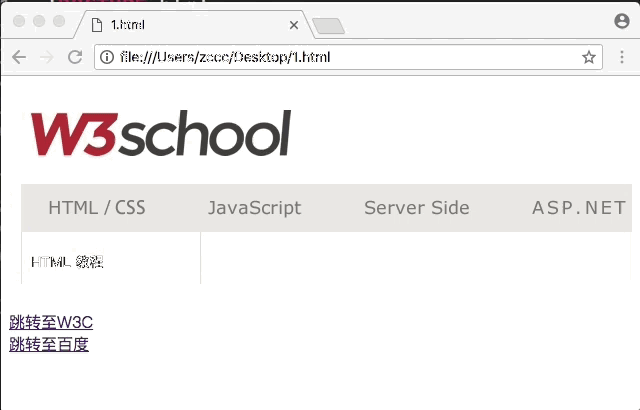 1.html
file:///Users/zccc/Desktop/1.html
W3school
HTML / CSS JavaScript Server Side ASP.NET
HTML 教程
跳转至W3C
跳转至百度